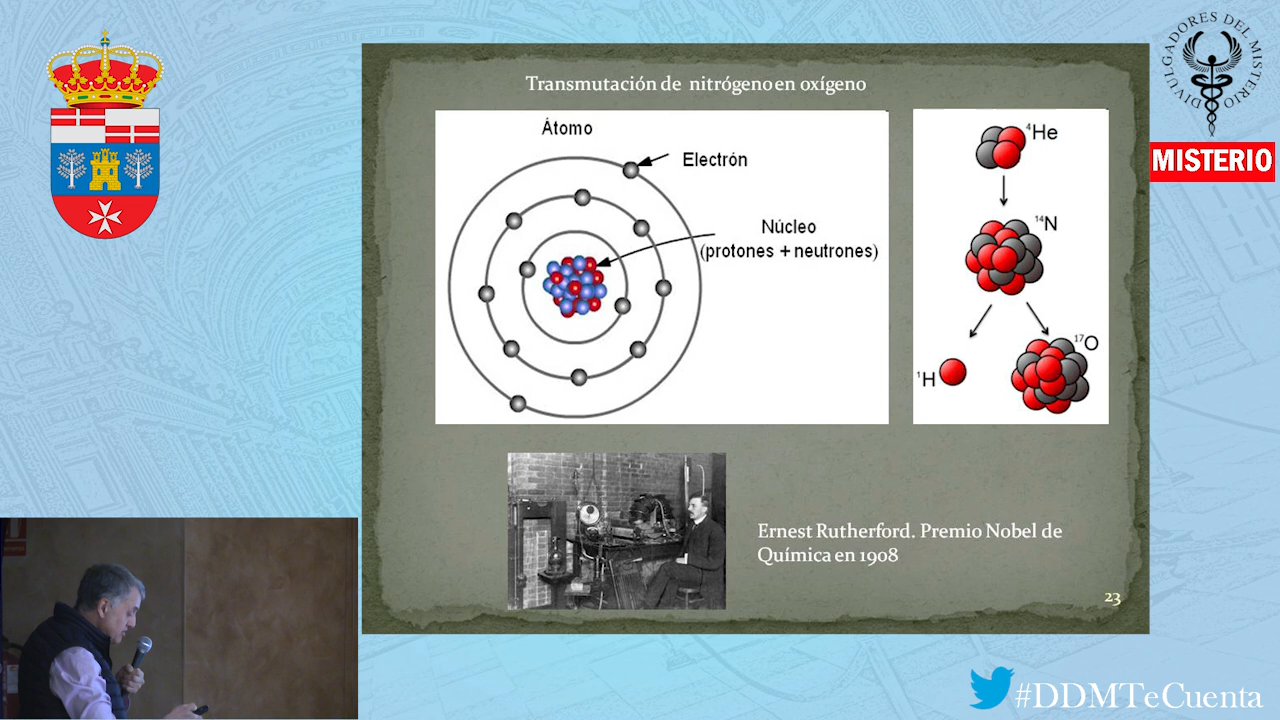 Transmutación de nitrógeno en oxígeno
Átomo
Electrón
Núcleo
(protones + neutrones)
⁴He
¹⁴N
¹H
¹⁷O
Ernest Rutherford. Premio Nobel de
Química en 1908
23
DIVULGADORES DEL MISTERIO
MISTERIO
#DDMTeCuenta